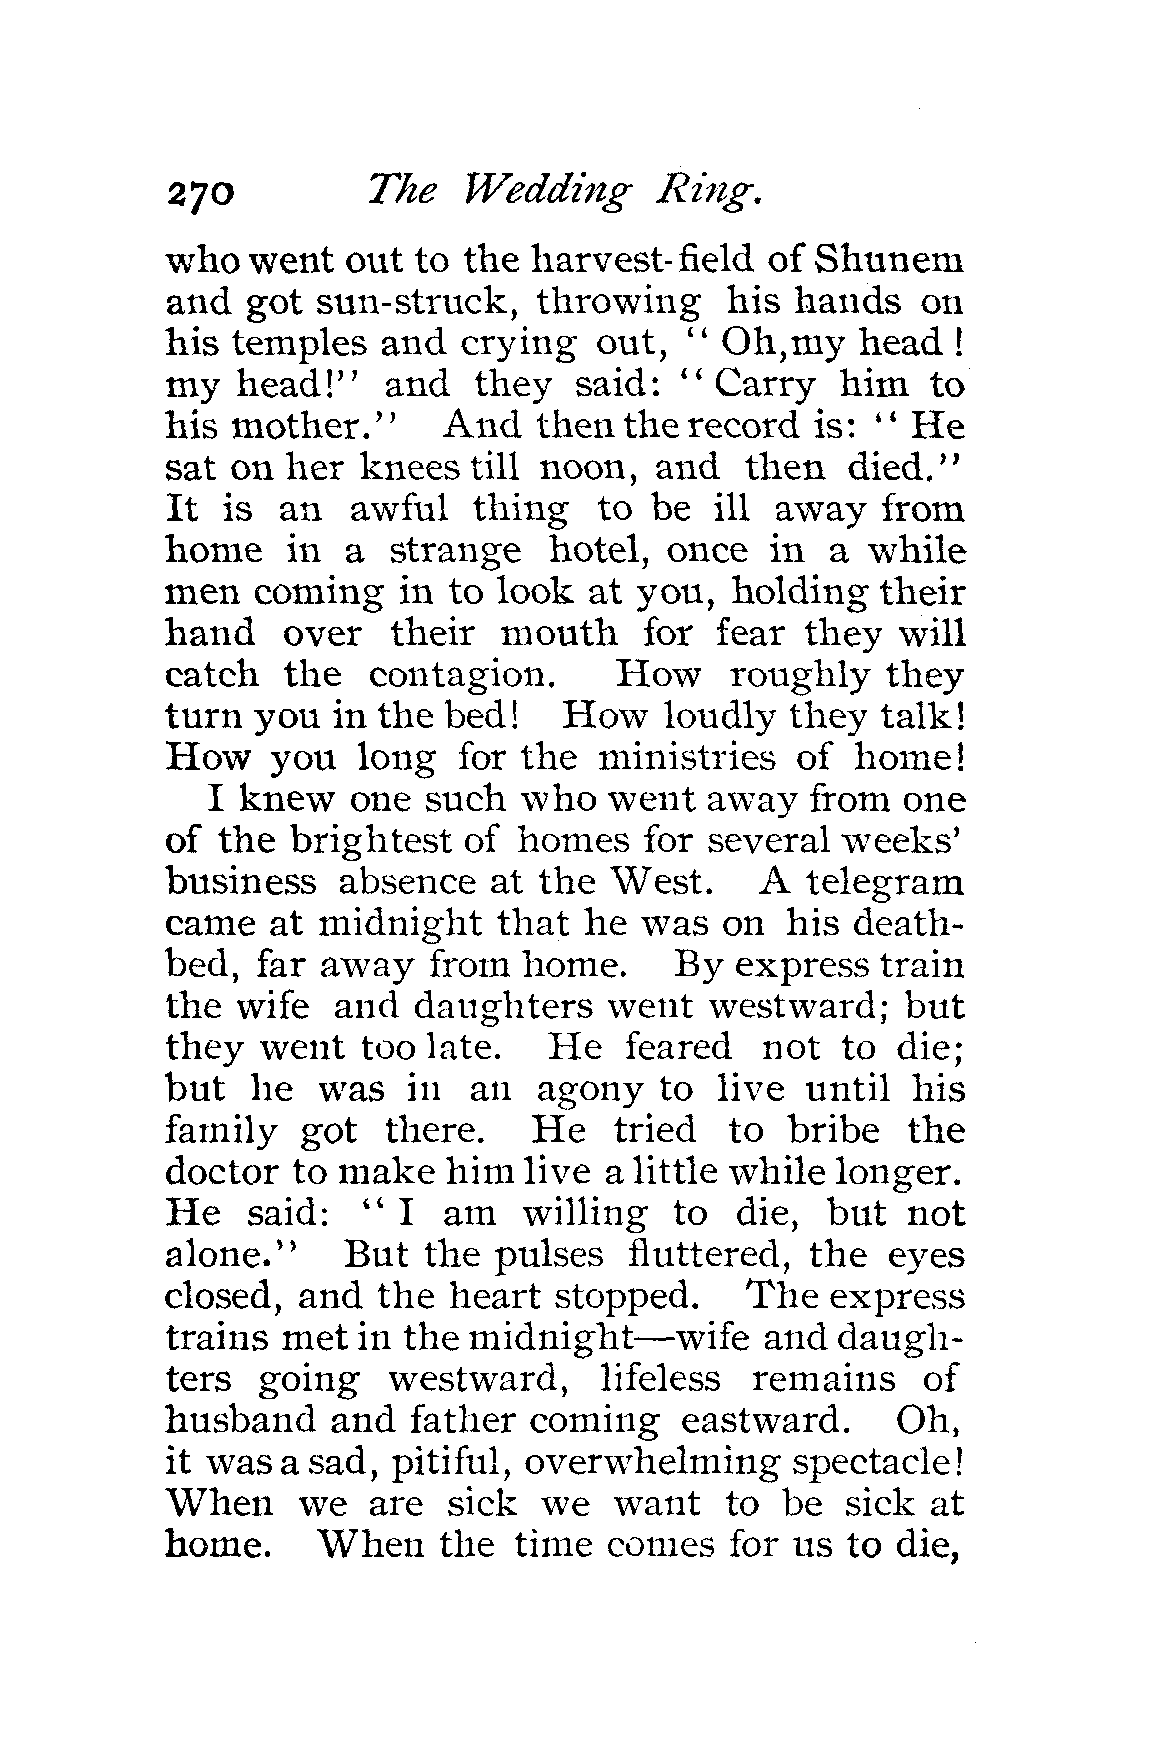 270 The Wedding Ring.
who went out to the harvest-field of Shunem
and got sun-struck, throwing his hands on
his temples and crying out, "Oh, my head!
my head!" and they said: "Carry him to
his mother." And then the record is: "He
sat on her knees till noon, and then died."
It is an awful thing to be ill away from
home in a strange hotel, once in a while
men coming in to look at you, holding their
hand over their mouth for fear they will
catch the contagion. How roughly they
turn you in the bed! How loudly they talk!
How you long for the ministries of home!
I knew one such who went away from one
of the brightest of homes for several weeks'
business absence at the West. A telegram
came at midnight that he was on his death-
bed, far away from home. By express train
the wife and daughters went westward; but
they went too late. He feared not to die;
but he was in an agony to live until his
family got there. He tried to bribe the
doctor to make him live a little while longer.
He said: "I am willing to die, but not
alone." But the pulses fluttered, the eyes
closed, and the heart stopped. The express
trains met in the midnight—wife and daugh-
ters going westward, lifeless remains of
husband and father coming eastward. Oh,
it was a sad, pitiful, overwhelming spectacle!
When we are sick we want to be sick at
home. When the time comes for us to die,